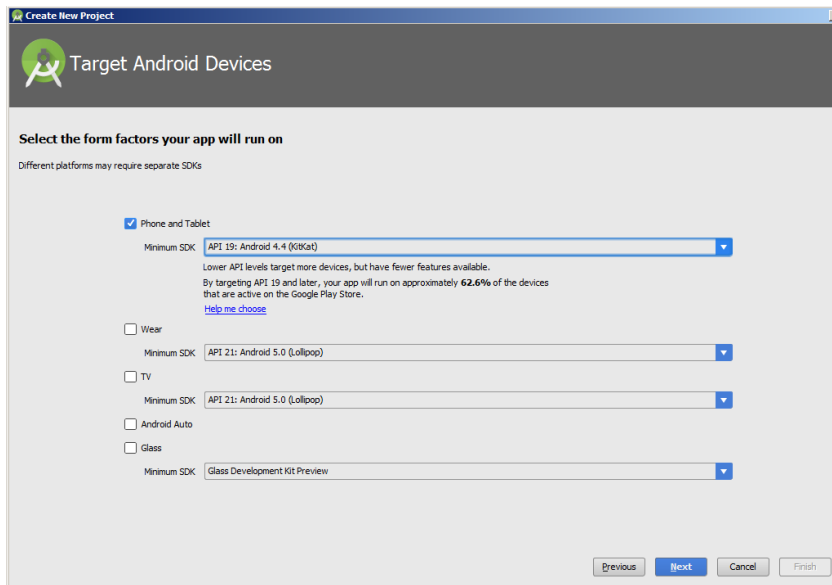 Create New Project
Target Android Devices
Select the form factors your app will run on
Different platforms may require separate SDKs
Phone and Tablet
Minimum SDK API 19: Android 4.4 (KitKat)
Lower API levels target more devices, but have fewer features available.
By targeting API 19 and later, your app will run on approximately 62.6% of the devices
that are active on the Google Play Store.
Help me choose
Wear
Minimum SDK API 21: Android 5.0 (Lollipop)
TV
Minimum SDK API 21: Android 5.0 (Lollipop)
Android Auto
Glass
Minimum SDK Glass Development Kit Preview
Previous Next Cancel Finish